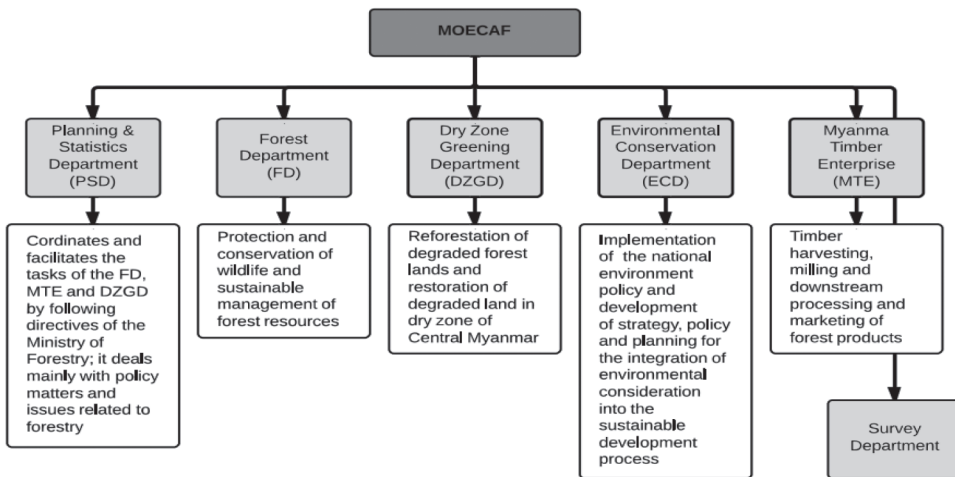 MOECAF
Planning &
Statistics
Department
(PSD)
Forest
Department
(FD)
Dry Zone
Greening
Department
(DZGD)
Environmental
Conservation
Department
(ECD)
Myanma
Timber
Enterprise
(MTE)
Cordinates and
facilitates the
tasks of the FD,
MTE and DZGD
by following
directives of the
Ministry of
Forestry; it deals
mainly with policy
matters and
issues related to
forestry
Protection and
conservation of
wildlife and
sustainable
management of
forest resources
Reforestation of
degraded forest
lands and
restoration of
degraded land in
dry zone of
Central Myanmar
Implementation
of the national
environment
policy and
development
of strategy, policy
and planning for
the integration of
environmental
consideration
into the
sustainable
development
process
Timber
harvesting,
milling and
downstream
processing and
marketing of
forest products
Survey
Department